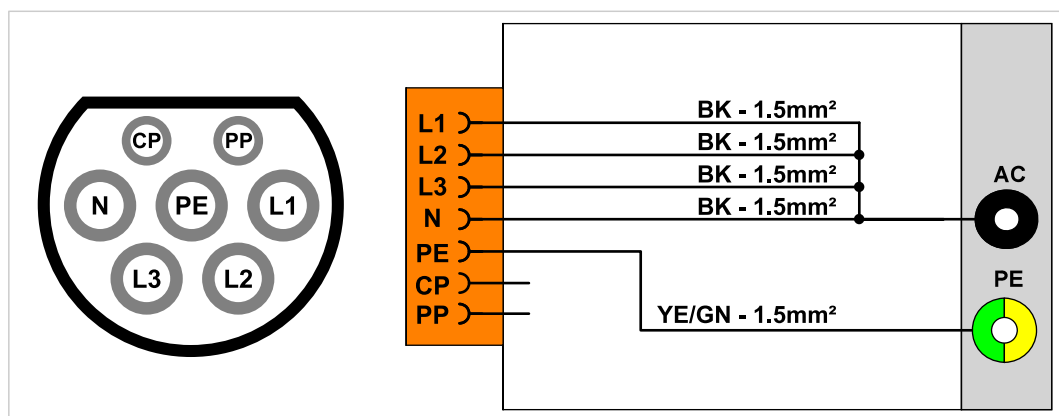 CP PP
N PE L1
L3 L2
L1 BK - 1.5mm²
L2 BK - 1.5mm²
L3 BK - 1.5mm²
N BK - 1.5mm²
PE
CP
PP YE/GN - 1.5mm²
AC
PE